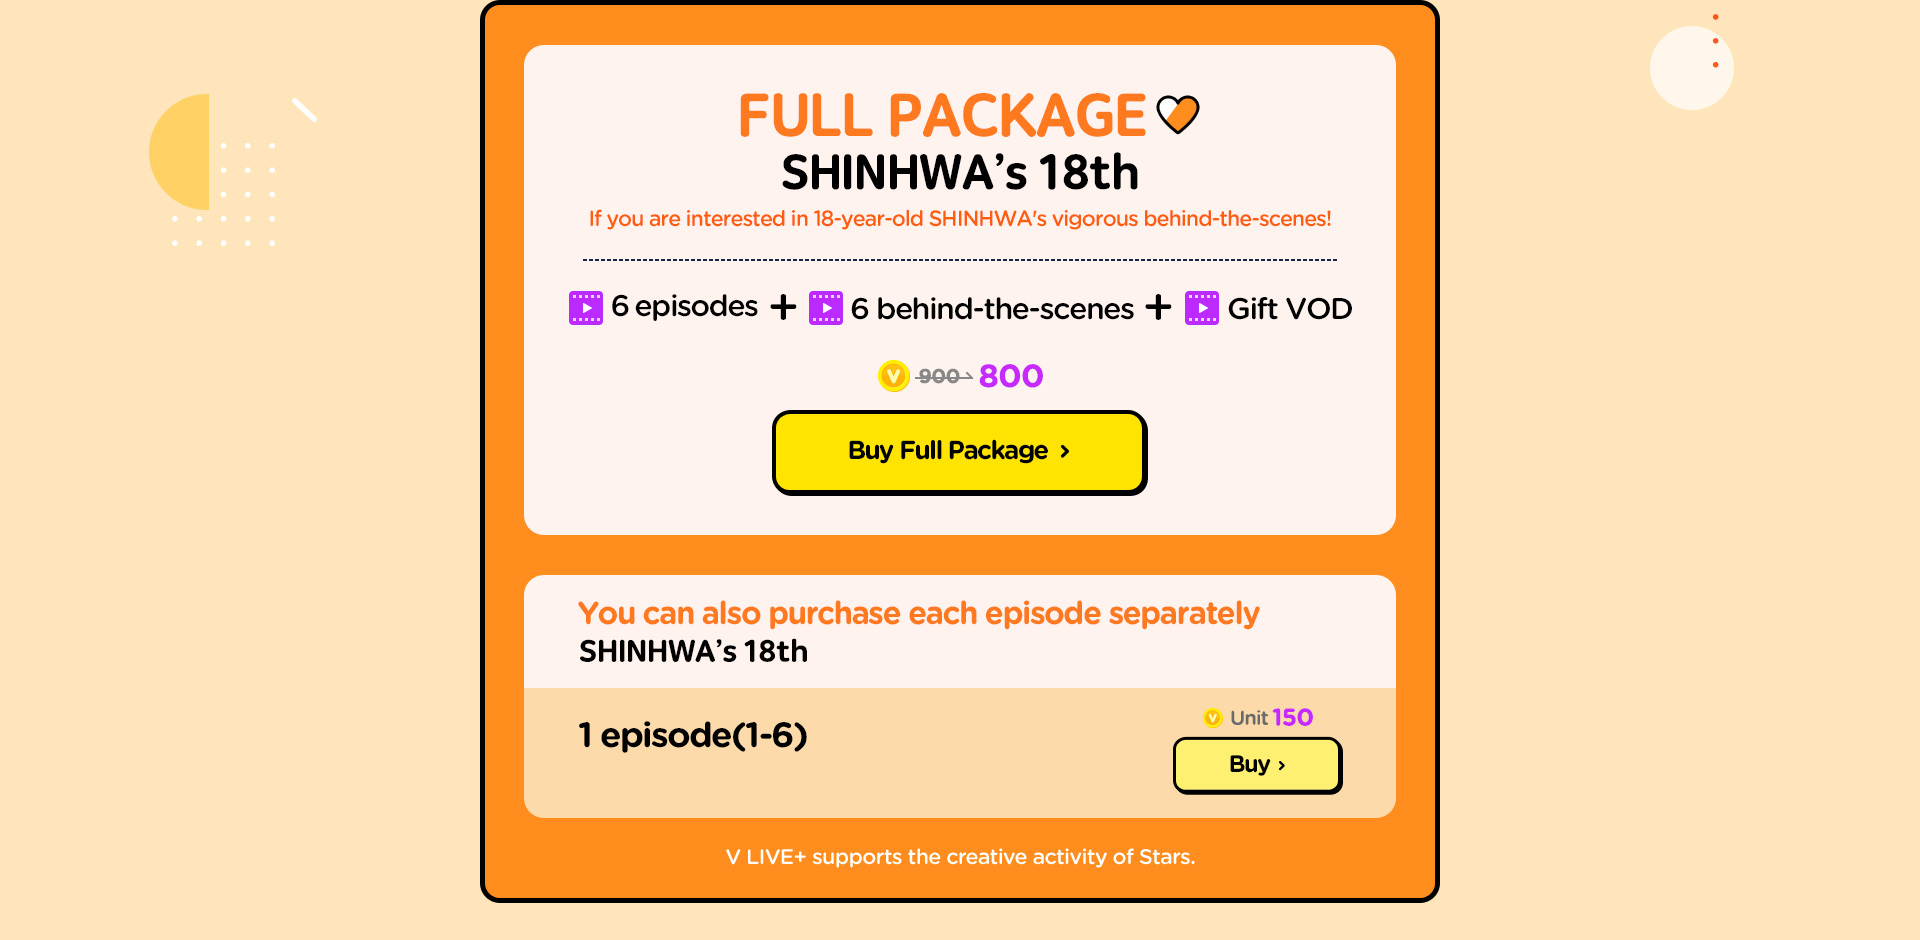 FULL PACKAGE
SHINHWA’s 18th
If you are interested in 18-year-old SHINHWA's vigorous behind-the-scenes!
6 episodes + 6 behind-the-scenes + Gift VOD
V 900 > 800
Buy Full Package >
You can also purchase each episode separately
SHINHWA’s 18th
1 episode(1-6)
V Unit 150
Buy >
V LIVE+ supports the creative activity of Stars.